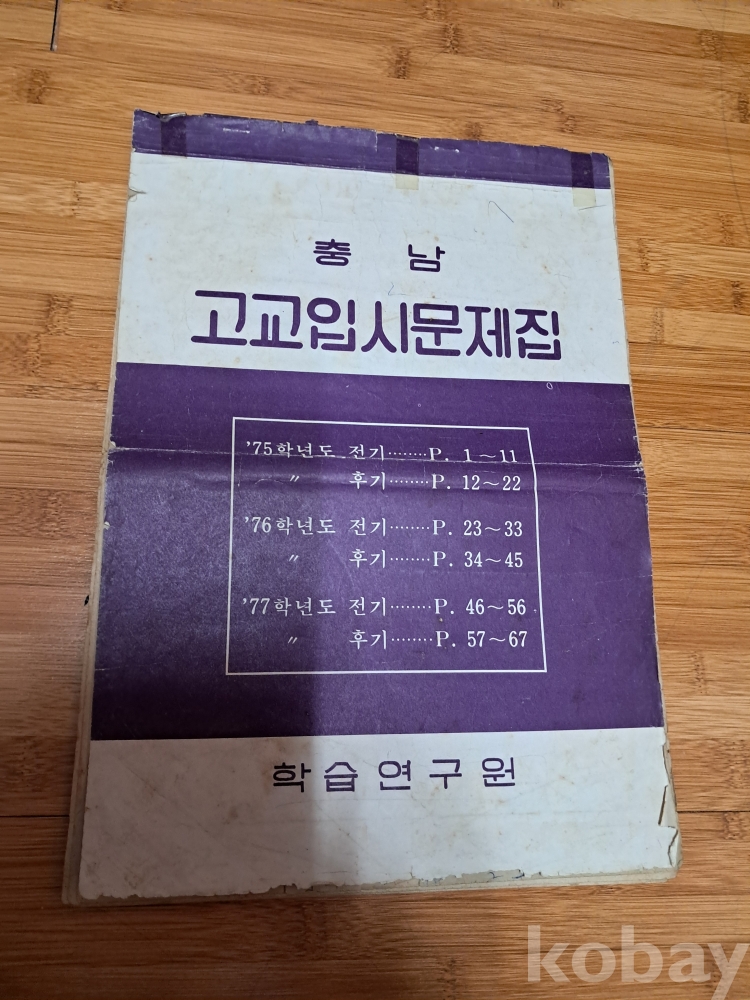 충 남
고교입시문제집
'75학년도 전기········P. 1～11
〃 후기········P. 12～22
'76학년도 전기········P. 23～33
〃 후기········P. 34～45
'77학년도 전기········P. 46～56
〃 후기········P. 57～67
학습연구원
kobay